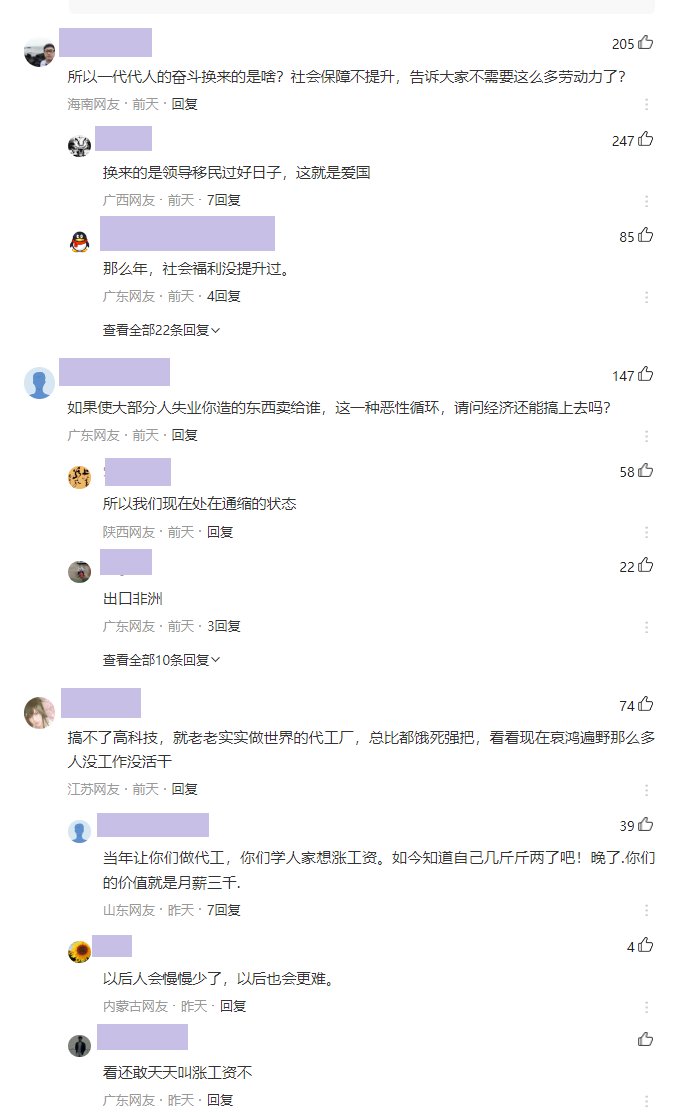 205
所以一代代人的奋斗换来的是啥？社会保障不提升，告诉大家不需要这么多劳动力了？
海南网友 · 前天 · 回复
247
换来的是领导移民过好日子，这就是爱国
广西网友 · 前天 · 7回复
85
那么年，社会福利没提升过。
广东网友 · 前天 · 4回复
查看全部22条回复
147
如果使大部分人失业你造的东西卖给谁，这一种恶性循环，请问经济还能搞上去吗？
广东网友 · 前天 · 回复
58
所以我们现在处在通缩的状态
陕西网友 · 前天 · 回复
22
出口非洲
广东网友 · 前天 · 3回复
查看全部10条回复
74
搞不了高科技，就老老实实做世界的代工厂，总比都饿死强把，看看现在哀鸿遍野那么多
人没工作没活干
江苏网友 · 前天 · 回复
39
当年让你们做代工，你们学人家想涨工资。如今知道自己几斤斤两了吧！晚了.你们
的价值就是月薪三千.
山东网友 · 昨天 · 7回复
4
以后人会慢慢少了，以后也会更难。
内蒙古网友 · 昨天 · 回复
看还敢天天叫涨工资不
广东网友 · 昨天 · 回复